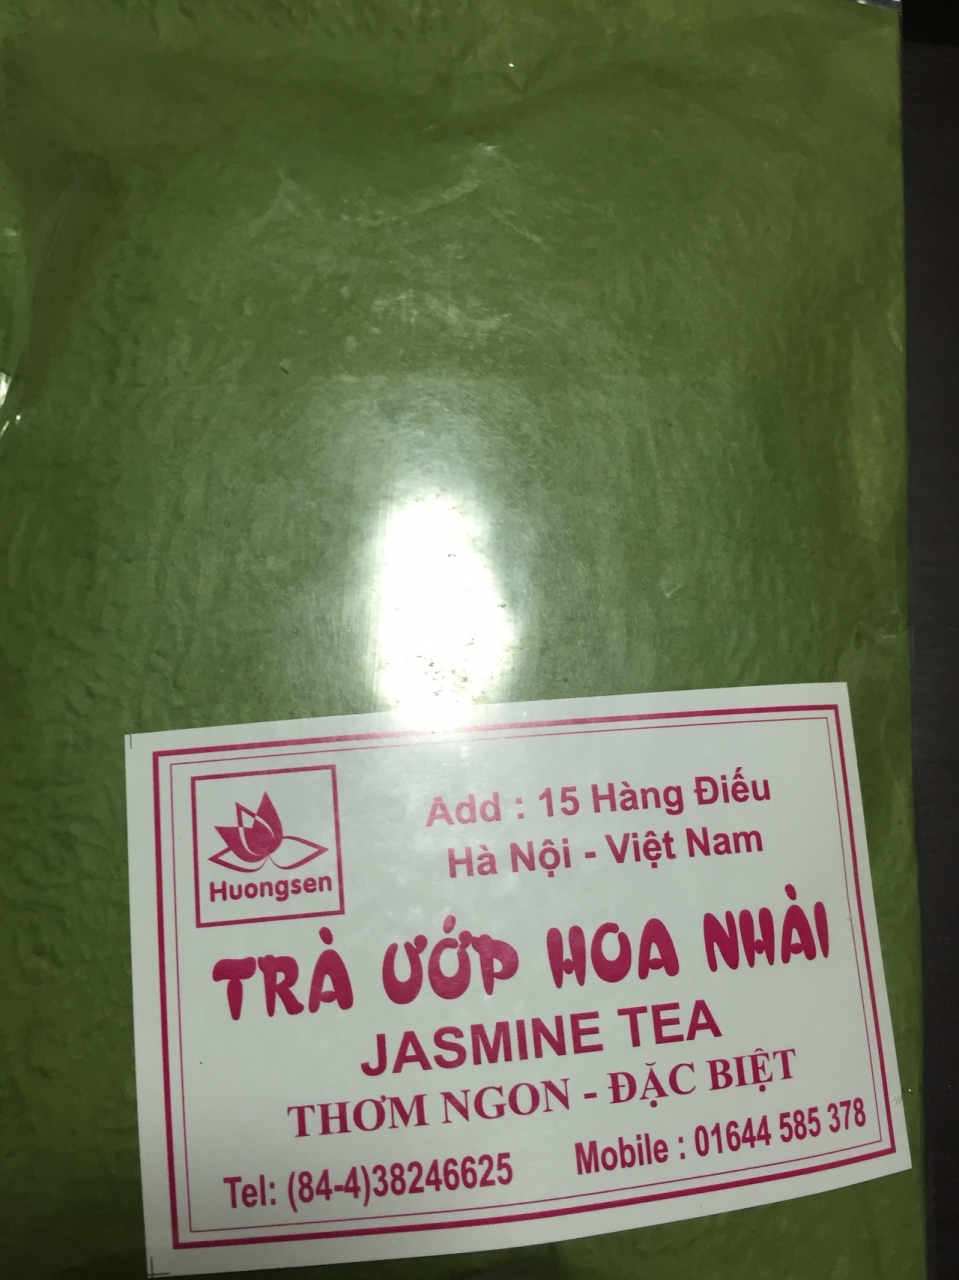 Huongsen
Add : 15 Hàng Điếu
Hà Nội - Việt Nam
TRÀ ƯỚP HOA NHÀI
JASMINE TEA
THƠM NGON - ĐẶC BIỆT
Tel: (84-4)38246625
Mobile : 01644 585 378